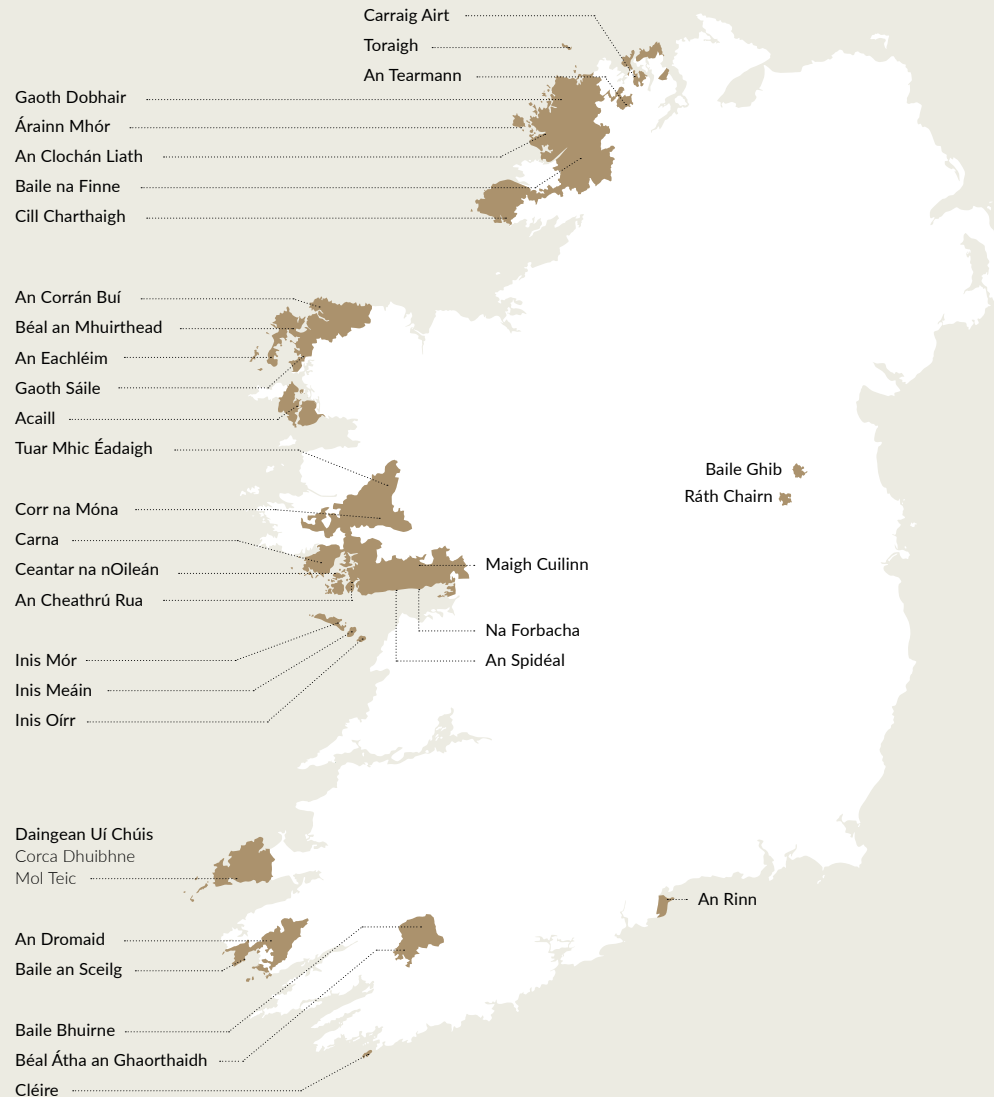 Carraig Airt
Toraigh
An Tearmann
Gaoth Dobhair
Árainn Mhór
An Clochán Liath
Baile na Finne
Cill Charthaigh
An Corrán Buí
Béal an Mhuirthead
An Eachléim
Gaoth Sáile
Acaill
Tuar Mhic Éadaigh
Baile Ghib
Ráth Chairn
Corr na Móna
Carna
Ceantar na nOileán
An Cheathrú Rua
Maigh Cuilinn
Na Forbacha
An Spidéal
Inis Mór
Inis Meáin
Inis Oírr
Daingean Uí Chúis
Corca Dhuibhne
Mol Teic
An Rinn
An Dromaid
Baile an Sceilg
Baile Bhuirne
Béal Átha an Ghaorthaidh
Cléire